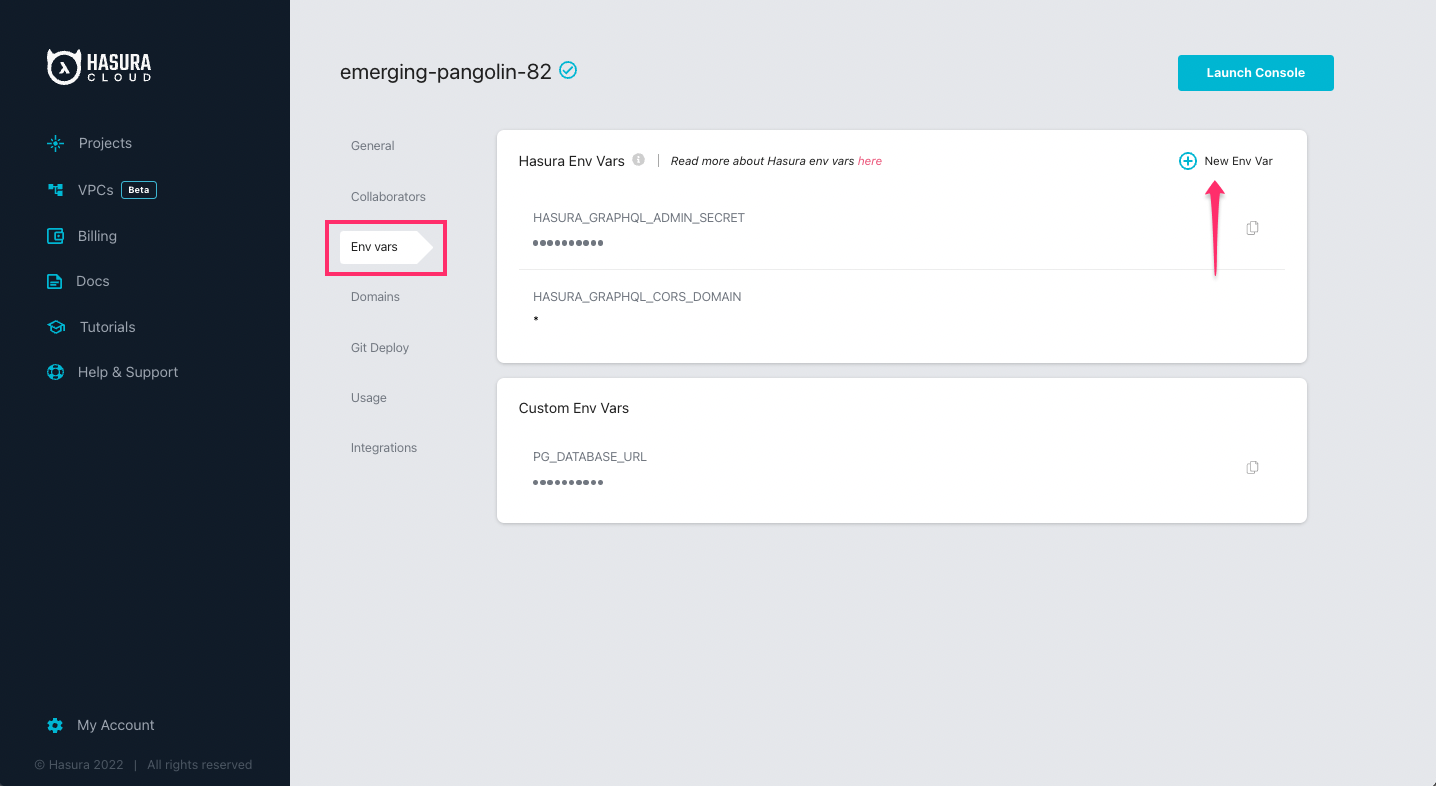 HASURA
CLOUD
Projects
VPCs Beta
Billing
Docs
Tutorials
Help & Support
My Account
© Hasura 2022 | All rights reserved
emerging-pangolin-82
Launch Console
General
Collaborators
Env vars
Domains
Git Deploy
Usage
Integrations
Hasura Env Vars | Read more about Hasura env vars here
New Env Var
HASURA_GRAPHQL_ADMIN_SECRET
••••••••••
HASURA_GRAPHQL_CORS_DOMAIN
*
Custom Env Vars
PG_DATABASE_URL
••••••••••